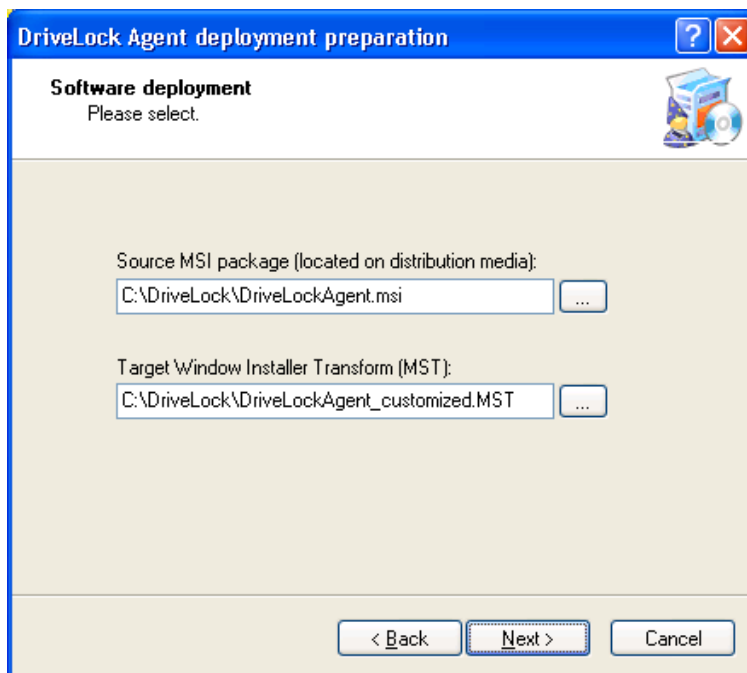 DriveLock Agent deployment preparation
Software deployment
Please select.
Source MSI package (located on distribution media):
C:\DriveLock\DriveLockAgent.msi
...
Target Window Installer Transform (MST):
C:\DriveLock\DriveLockAgent_customized.MST
...
< Back
Next >
Cancel